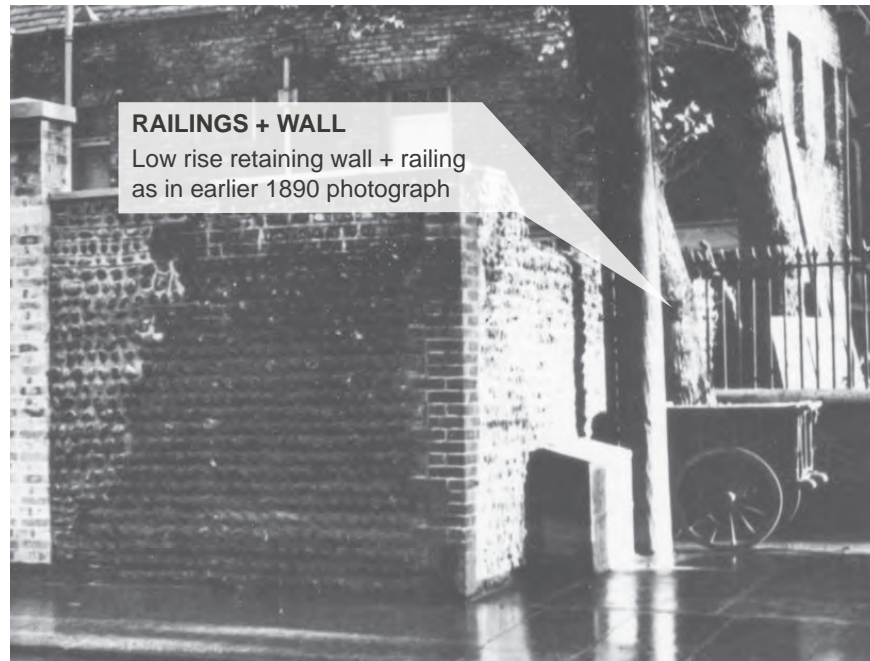 RAILINGS + WALL
Low rise retaining wall + railing
as in earlier 1890 photograph